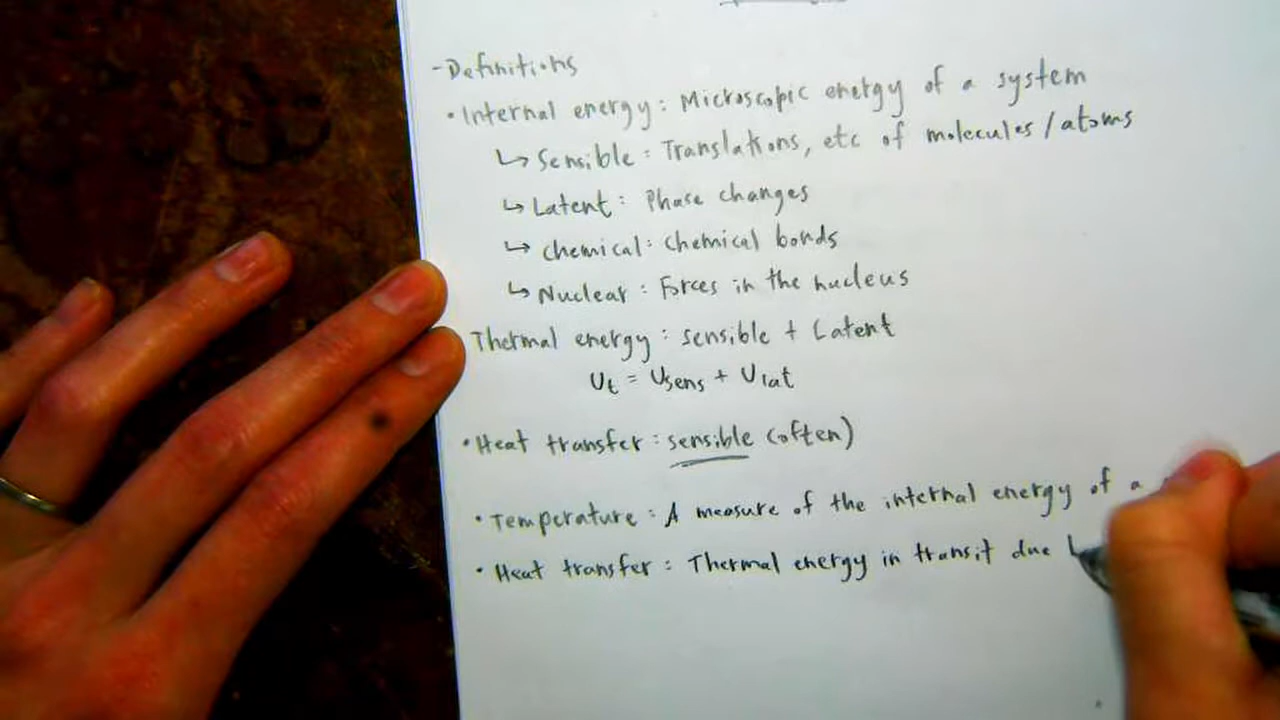 -Definitions
• Internal energy: Microscopic energy of a system
↳ Sensible: Translations, etc of molecules/atoms
↳ Latent: Phase changes
↳ Chemical: Chemical bonds
↳ Nuclear: Forces in the nucleus
Thermal energy: sensible + Latent
Ut = Usens + Ulat
• Heat transfer: sensible (often)
• Temperature: A measure of the internal energy of a
• Heat transfer: Thermal energy in transit due